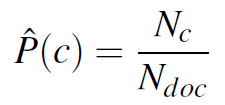 P̂(c) = N_c / N_doc